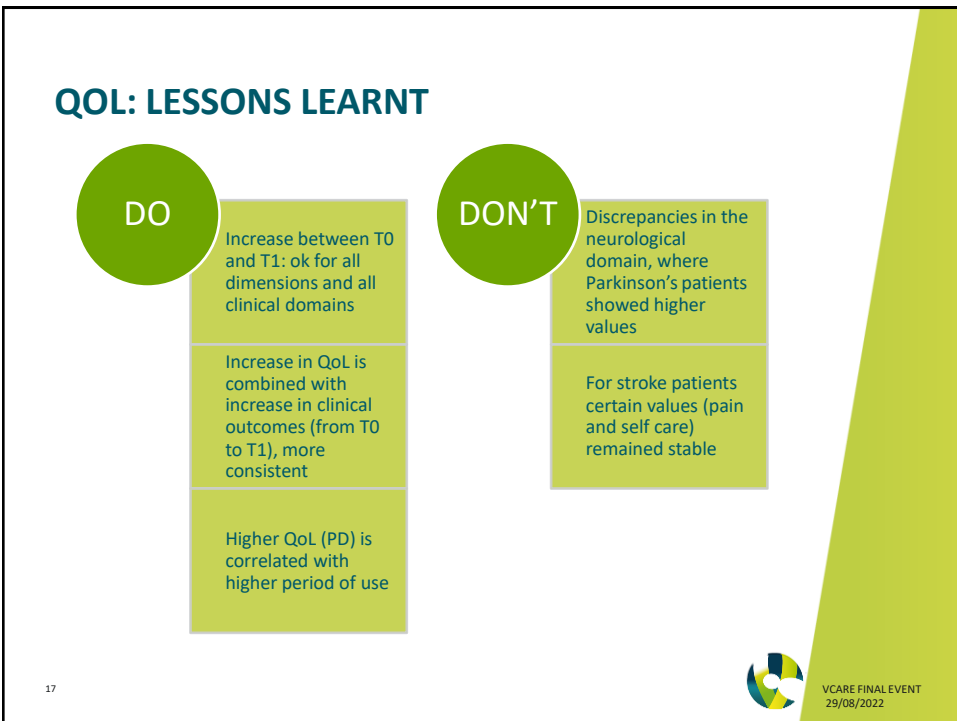 QOL: LESSONS LEARNT
DO
Increase between T0
and T1: ok for all
dimensions and all
clinical domains
Increase in QoL is
combined with
increase in clinical
outcomes (from T0
to T1), more
consistent
Higher QoL (PD) is
correlated with
higher period of use
DON'T
Discrepancies in the
neurological
domain, where
Parkinson's patients
showed higher
values
For stroke patients
certain values (pain
and self care)
remained stable
17
VCARE FINAL EVENT
29/08/2022